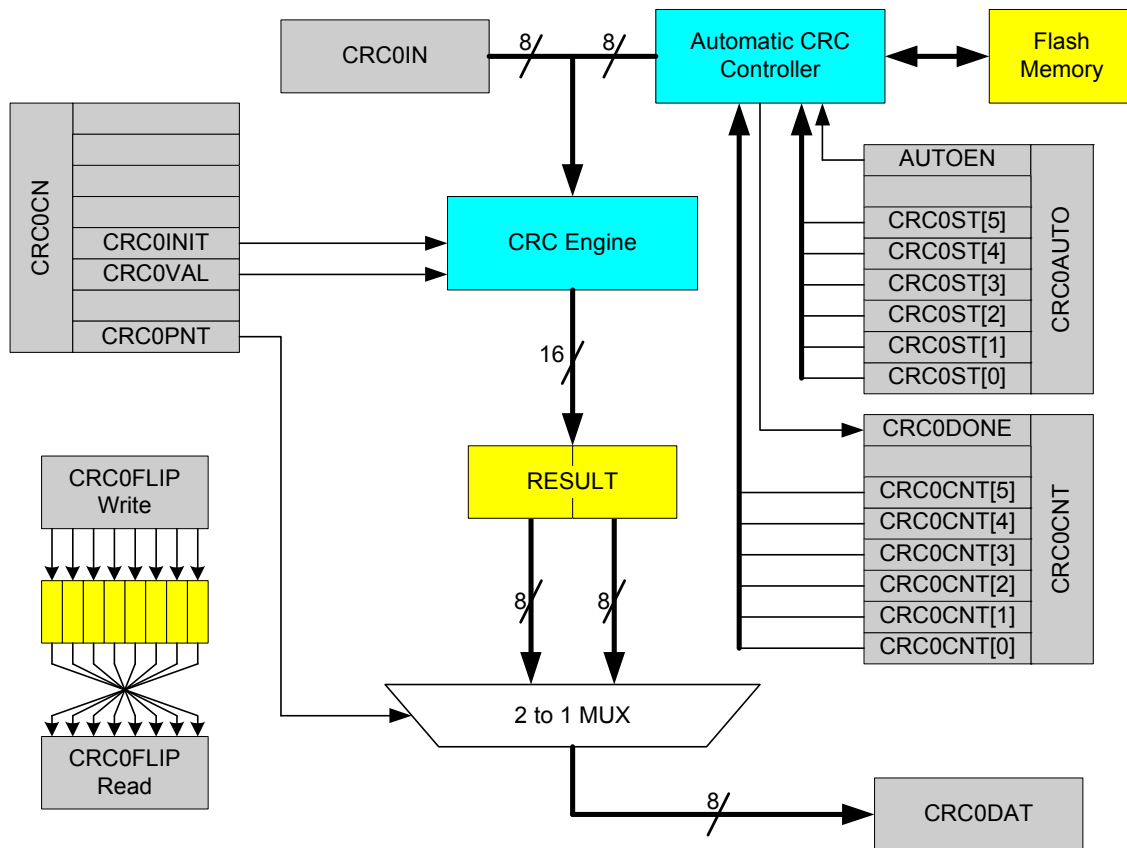 CRC0IN
8
8
Automatic CRC
Controller
Flash
Memory
CRC0CN
CRC0INIT
CRC0VAL
CRC0PNT
CRC Engine
AUTOEN
CRC0ST[5]
CRC0ST[4]
CRC0ST[3]
CRC0ST[2]
CRC0ST[1]
CRC0ST[0]
CRC0AUTO
16
CRC0DONE
CRC0CNT[5]
CRC0CNT[4]
CRC0CNT[3]
CRC0CNT[2]
CRC0CNT[1]
CRC0CNT[0]
CRC0CNT
CRC0FLIP
Write
RESULT
8
8
2 to 1 MUX
CRC0FLIP
Read
8
CRC0DAT